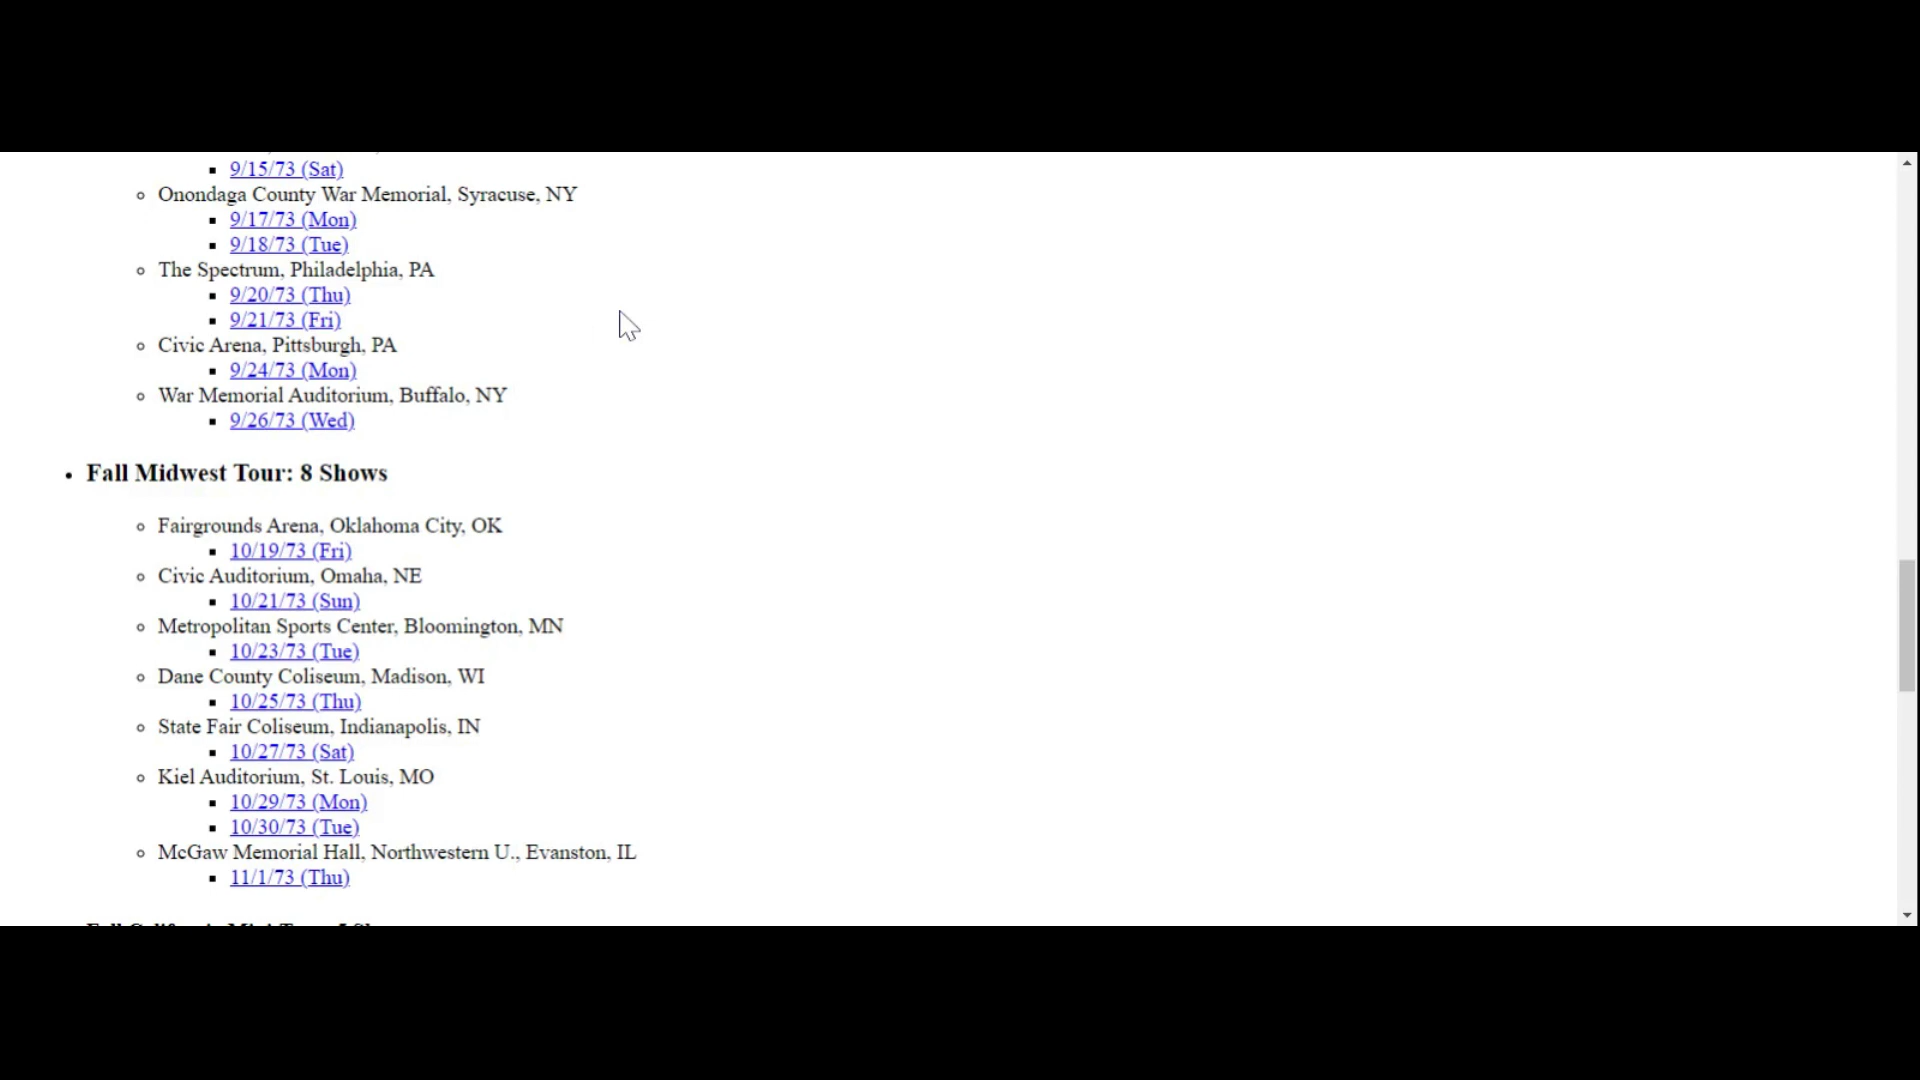 9/15/73 (Sat)
Onondaga County War Memorial, Syracuse, NY
9/17/73 (Mon)
9/18/73 (Tue)
The Spectrum, Philadelphia, PA
9/20/73 (Thu)
9/21/73 (Fri)
Civic Arena, Pittsburgh, PA
9/24/73 (Mon)
War Memorial Auditorium, Buffalo, NY
9/26/73 (Wed)
Fall Midwest Tour: 8 Shows
Fairgrounds Arena, Oklahoma City, OK
10/19/73 (Fri)
Civic Auditorium, Omaha, NE
10/21/73 (Sun)
Metropolitan Sports Center, Bloomington, MN
10/23/73 (Tue)
Dane County Coliseum, Madison, WI
10/25/73 (Thu)
State Fair Coliseum, Indianapolis, IN
10/27/73 (Sat)
Kiel Auditorium, St. Louis, MO
10/29/73 (Mon)
10/30/73 (Tue)
McGaw Memorial Hall, Northwestern U., Evanston, IL
11/1/73 (Thu)